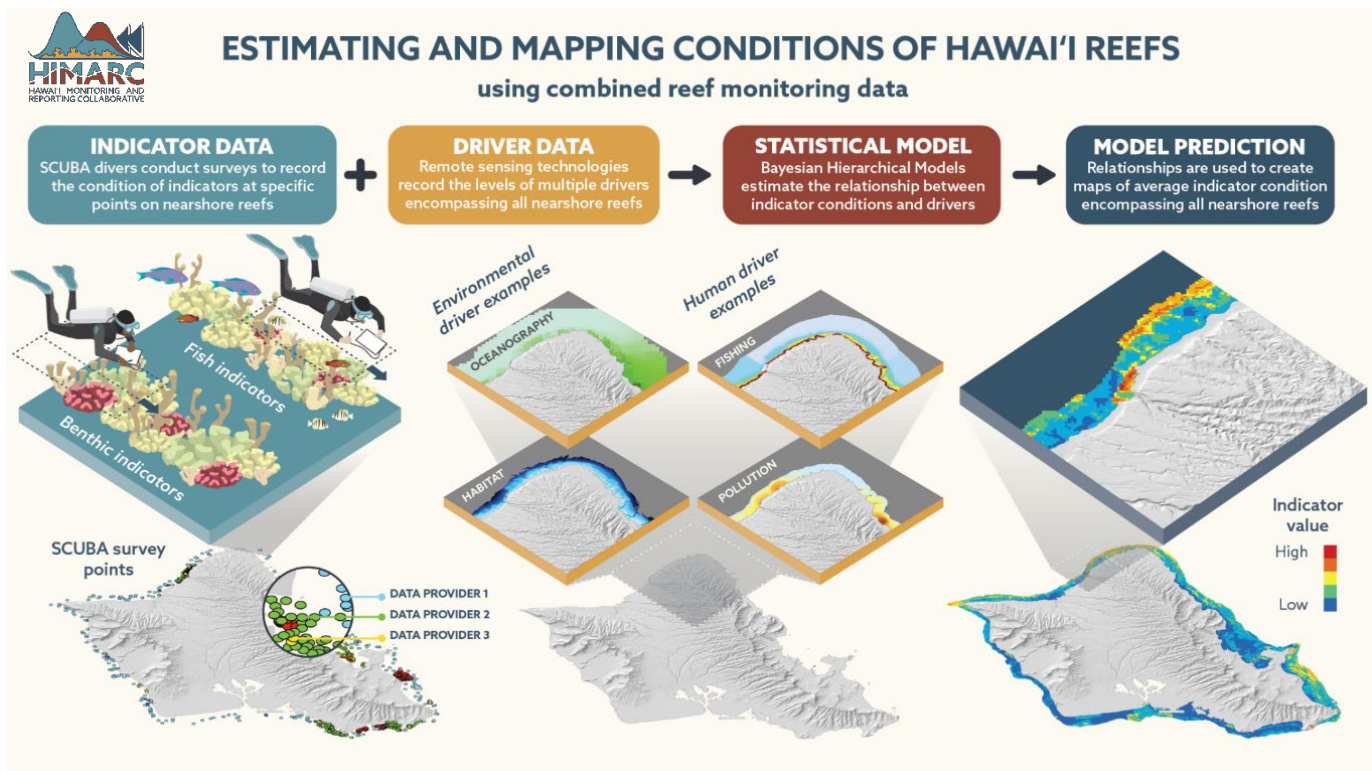 HIMARC
HAWAI'I MONITORING AND
REPORTING COLLABORATIVE
ESTIMATING AND MAPPING CONDITIONS OF HAWAI‘I REEFS
using combined reef monitoring data
INDICATOR DATA
SCUBA divers conduct surveys to record
the condition of indicators at specific
points on nearshore reefs
+
DRIVER DATA
Remote sensing technologies
record the levels of multiple drivers
encompassing all nearshore reefs
STATISTICAL MODEL
Bayesian Hierarchical Models
estimate the relationship between
indicator conditions and drivers
MODEL PREDICTION
Relationships are used to create
maps of average indicator condition
encompassing all nearshore reefs
Fish indicators
Benthic indicators
SCUBA survey
points
DATA PROVIDER 1
DATA PROVIDER 2
DATA PROVIDER 3
Environmental
driver examples
Human driver
examples
OCEANOGRAPHY
FISHING
HABITAT
POLLUTION
Indicator
value
High
Low